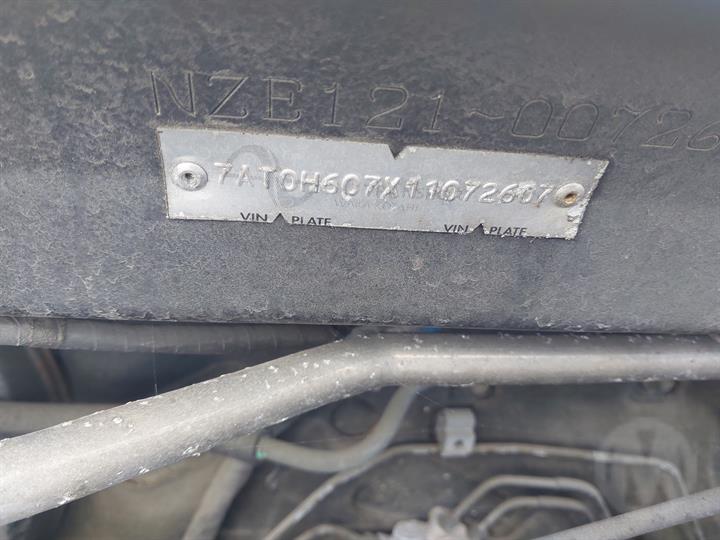 NZE121-00726
7AT0H607X11072607
VIN PLATE VIN PLATE